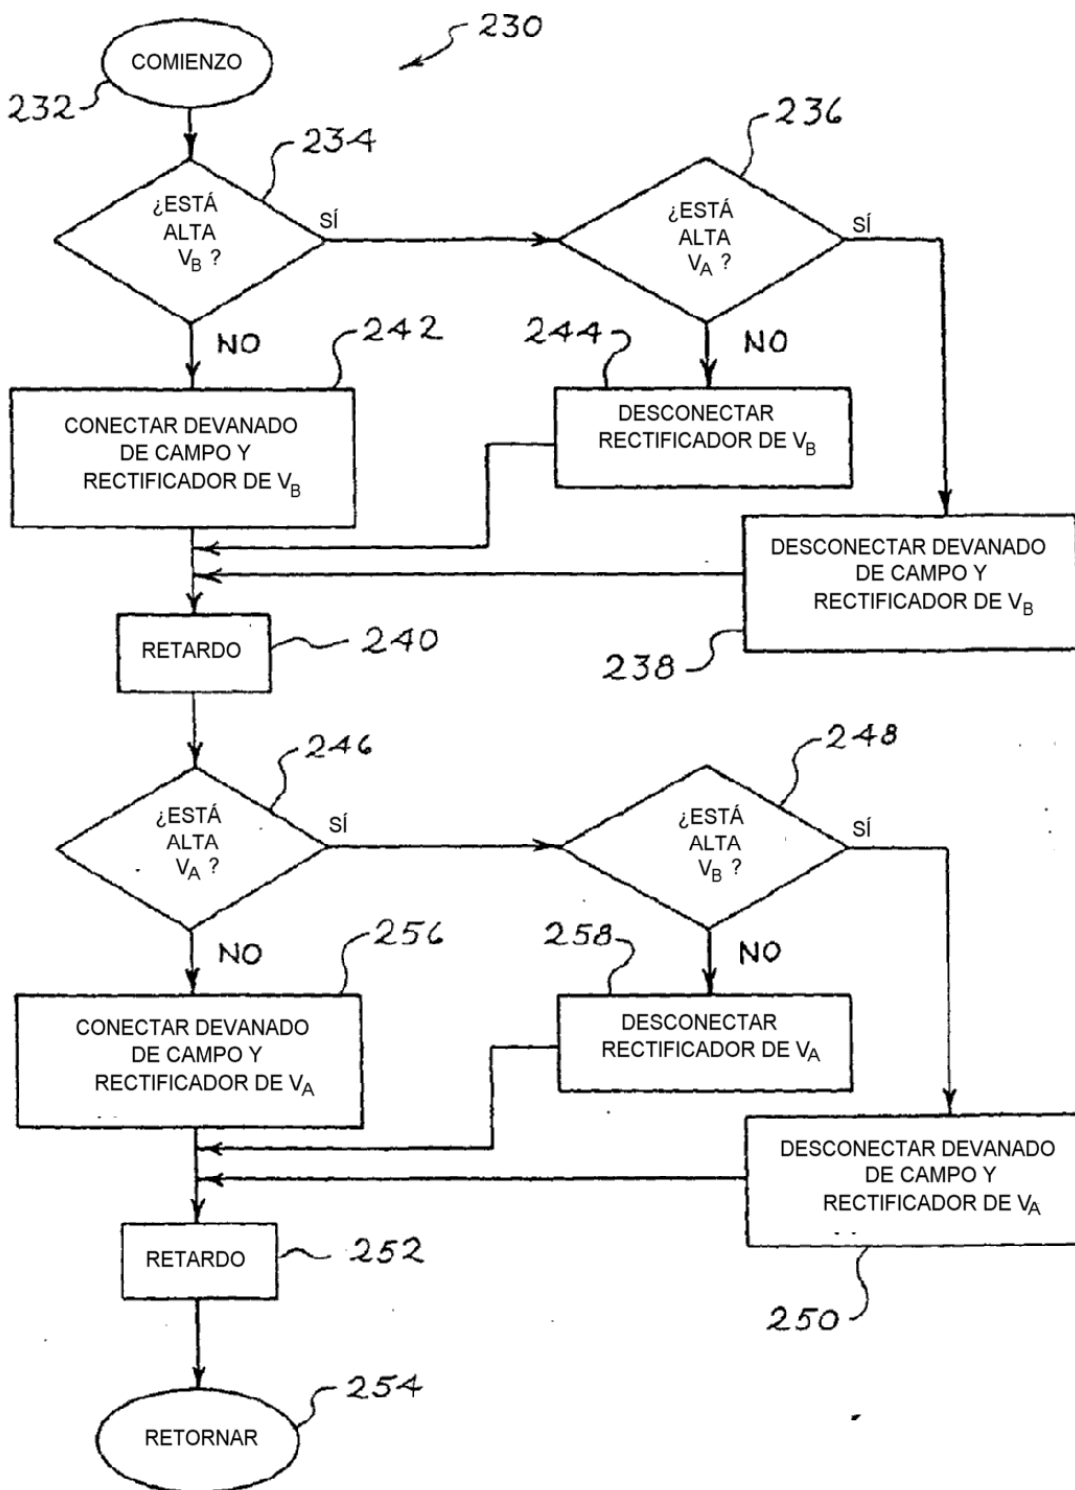 230
COMIENZO
232
234
236
¿ESTÁ
ALTA
V_B ?
SÍ
¿ESTÁ
ALTA
V_A ?
SÍ
NO
242
244
NO
CONECTAR DEVANADO
DE CAMPO Y
RECTIFICADOR DE V_B
DESCONECTAR
RECTIFICADOR DE V_B
DESCONECTAR DEVANADO
DE CAMPO Y
RECTIFICADOR DE V_B
RETARDO
240
238
246
248
¿ESTÁ
ALTA
V_A ?
SÍ
¿ESTÁ
ALTA
V_B ?
SÍ
NO
256
258
NO
CONECTAR DEVANADO
DE CAMPO Y
RECTIFICADOR DE V_A
DESCONECTAR
RECTIFICADOR DE V_A
DESCONECTAR DEVANADO
DE CAMPO Y
RECTIFICADOR DE V_A
RETARDO
252
250
254
RETORNAR